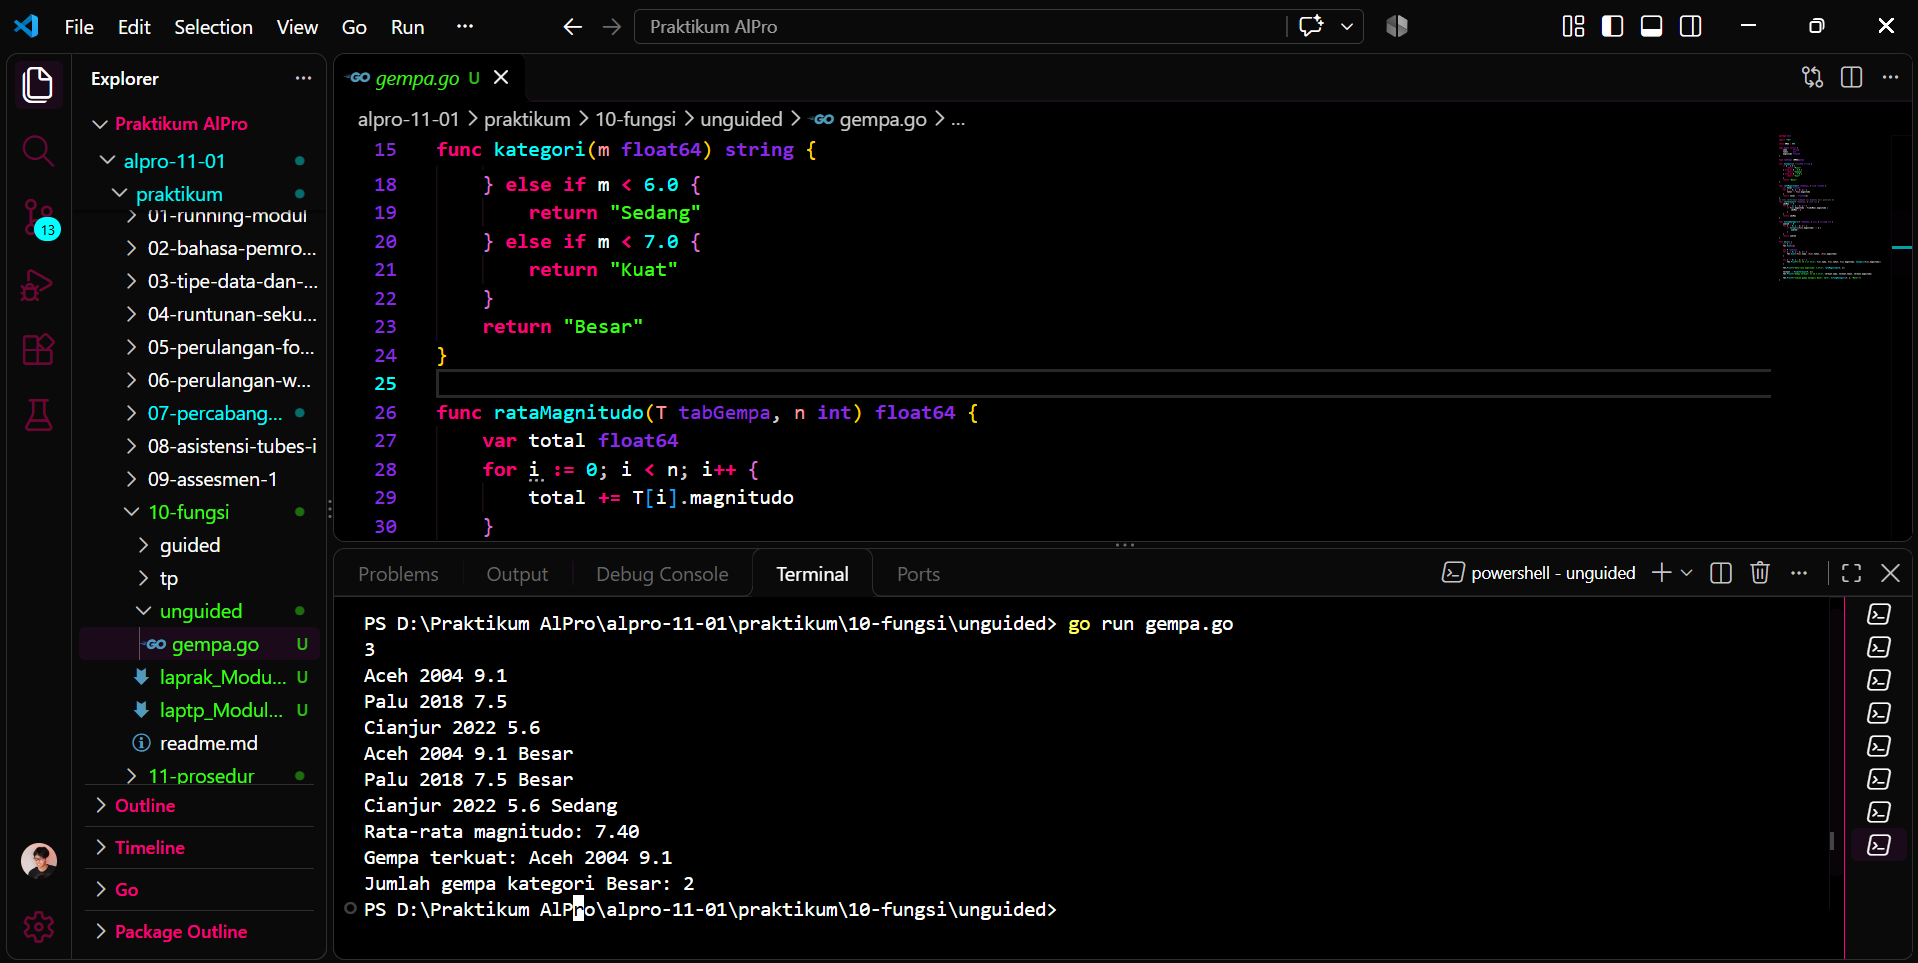 File Edit Selection View Go Run ···
Praktikum AlPro
Explorer
Praktikum AlPro
alpro-11-01
praktikum
01-running-modul
02-bahasa-pemro...
03-tipe-data-dan-...
04-runtunan-seku...
05-perulangan-fo...
06-perulangan-w...
07-percabang...
08-asistensi-tubes-i
09-assesmen-1
10-fungsi
guided
tp
unguided
gempa.go U
laprak_Modu... U
laptp_Modul... U
readme.md
11-prosedur
Outline
Timeline
Go
Package Outline
13
gempa.go U
alpro-11-01 > praktikum > 10-fungsi > unguided > gempa.go > ...
15 func kategori(m float64) string {
18 } else if m < 6.0 {
19 return "Sedang"
20 } else if m < 7.0 {
21 return "Kuat"
22 }
23 return "Besar"
24 }
25
26 func rataMagnitudo(T tabGempa, n int) float64 {
27 var total float64
28 for i := 0; i < n; i++ {
29 total += T[i].magnitudo
30 }
Problems Output Debug Console Terminal Ports
powershell - unguided
PS D:\Praktikum AlPro\alpro-11-01\praktikum\10-fungsi\unguided> go run gempa.go
3
Aceh 2004 9.1
Palu 2018 7.5
Cianjur 2022 5.6
Aceh 2004 9.1 Besar
Palu 2018 7.5 Besar
Cianjur 2022 5.6 Sedang
Rata-rata magnitudo: 7.40
Gempa terkuat: Aceh 2004 9.1
Jumlah gempa kategori Besar: 2
PS D:\Praktikum AlPro\alpro-11-01\praktikum\10-fungsi\unguided>